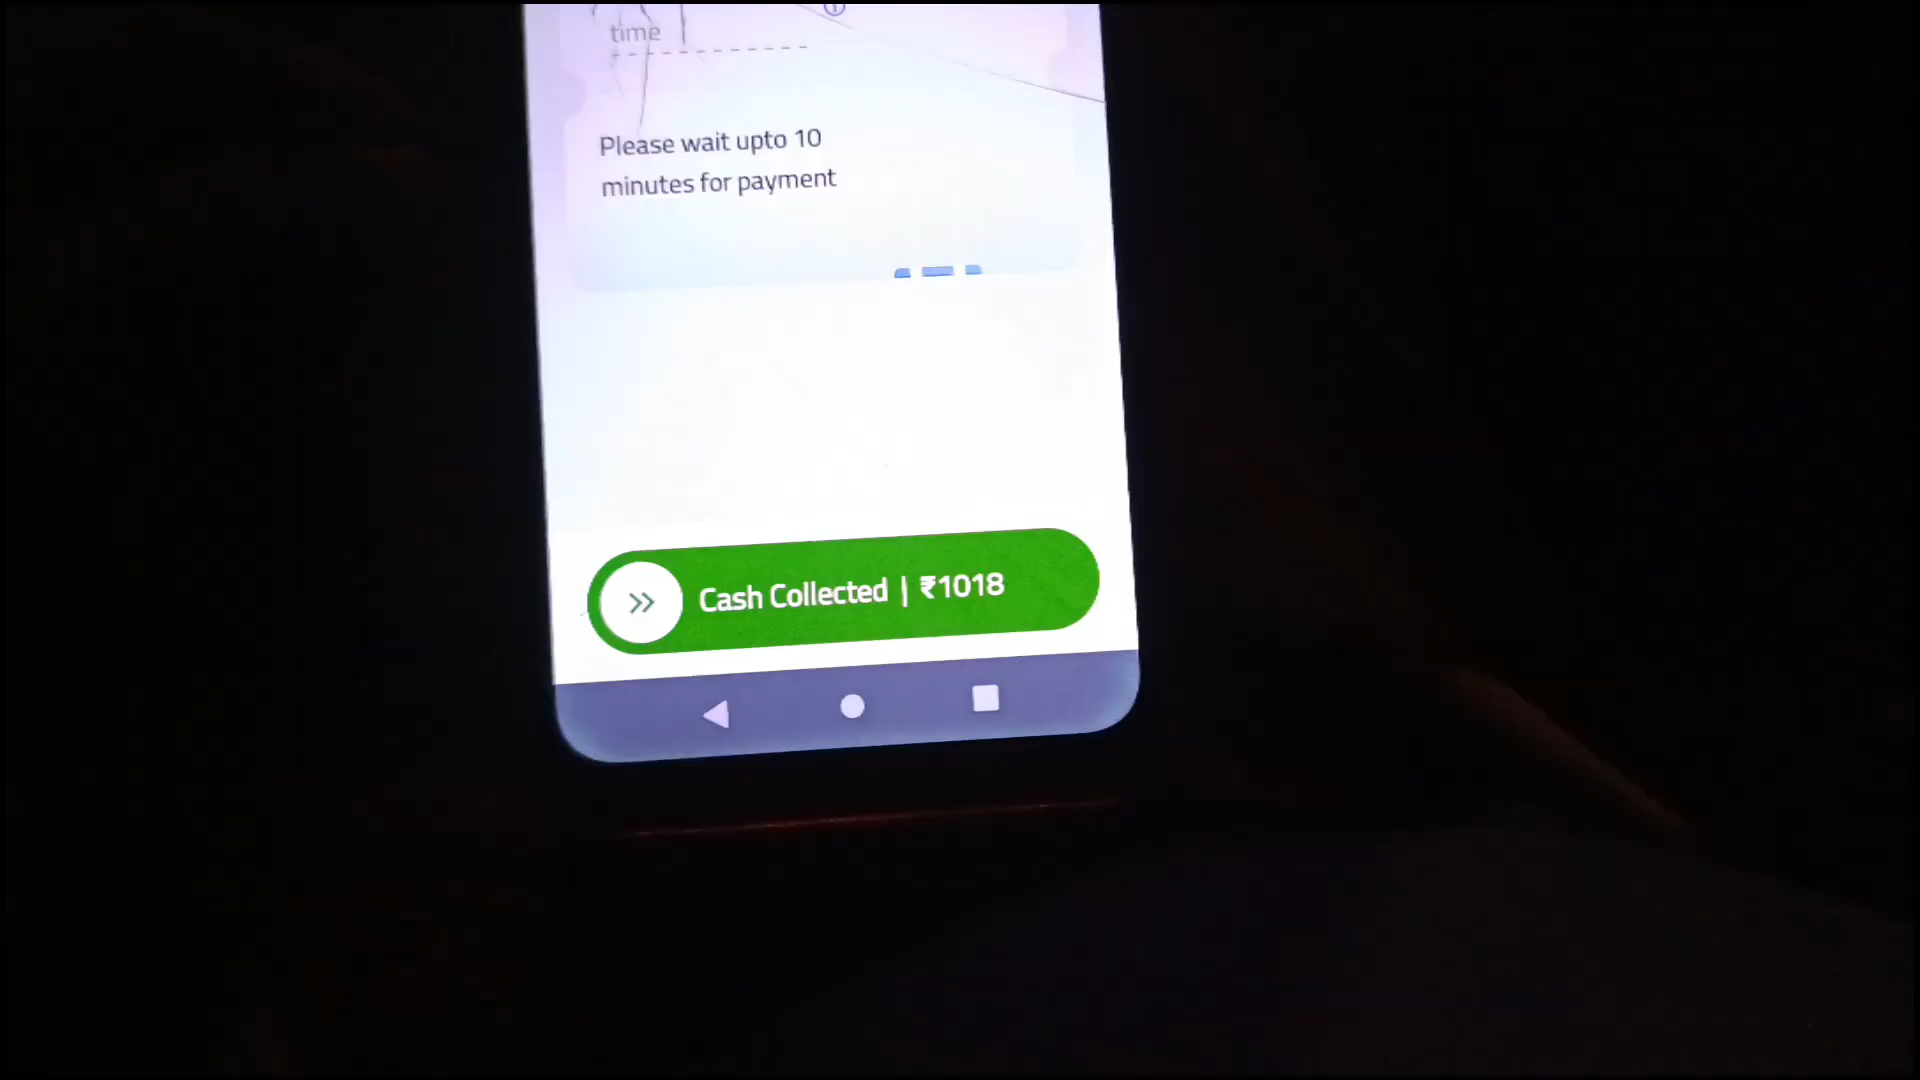 time
Please wait upto 10
minutes for payment
Cash Collected | ₹1018